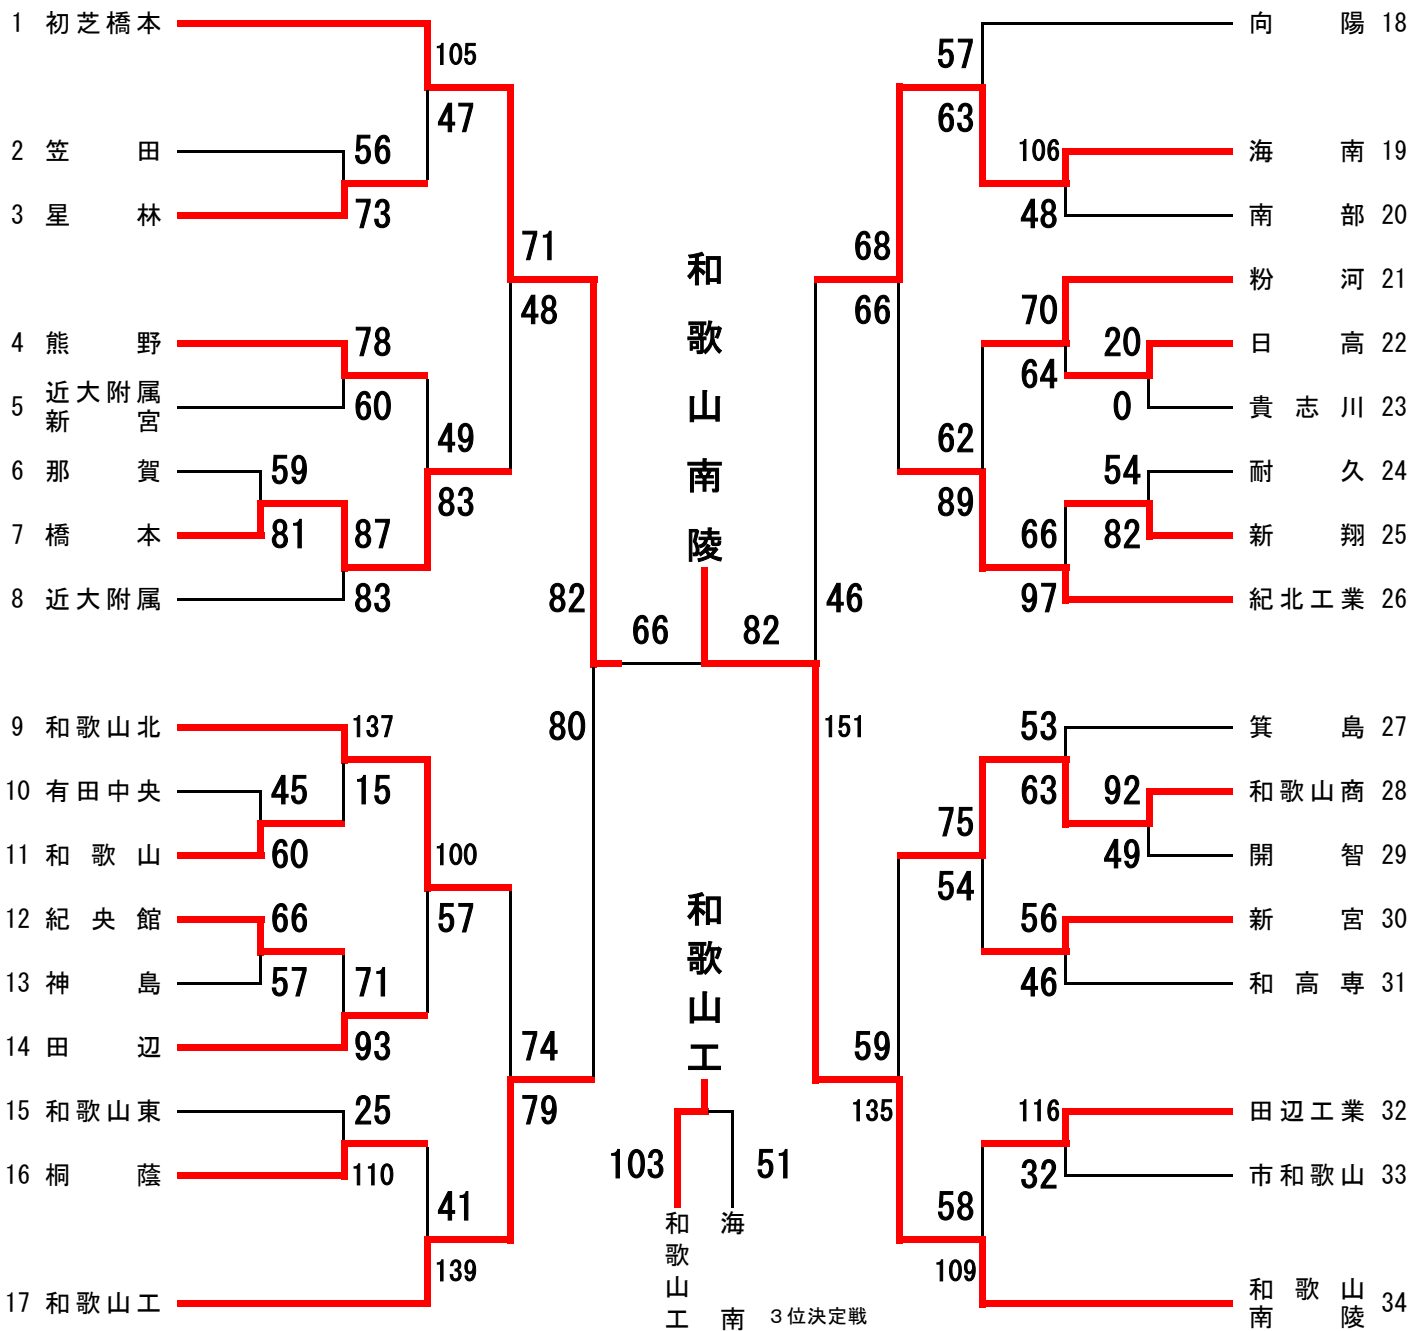 1 初芝橋本
2 笠田
3 星林
4 熊野
5 近大附属
新宮
6 那賀
7 橋本
8 近大附属
9 和歌山北
10 有田中央
11 和歌山
12 紀央館
13 神島
14 田辺
15 和歌山東
16 桐蔭
17 和歌山工
105
47
56
73
71
48
78
60
49
83
59
81
87
83
82
80
137
15
45
60
100
57
66
57
71
93
74
79
25
110
41
139
和歌山南陵
66
82
和歌山工
103
51
和歌山工
海南
3位決定戦
57
63
106
48
68
66
70
64
20
0
62
89
54
82
66
97
46
151
53
63
92
49
75
54
56
46
59
135
116
32
58
109
向陽 18
海南 19
南部 20
粉河 21
日高 22
貴志川 23
耐久 24
新翔 25
紀北工業 26
箕島 27
和歌山商 28
開智 29
新宮 30
和高専 31
田辺工業 32
市和歌山 33
和歌山
南陵 34